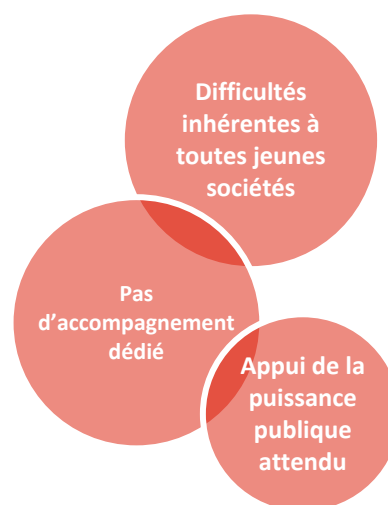 Difficultés
inhérentes à
toutes jeunes
sociétés
Pas
d’accompagnement
dédié
Appui de la
puissance
publique
attendu